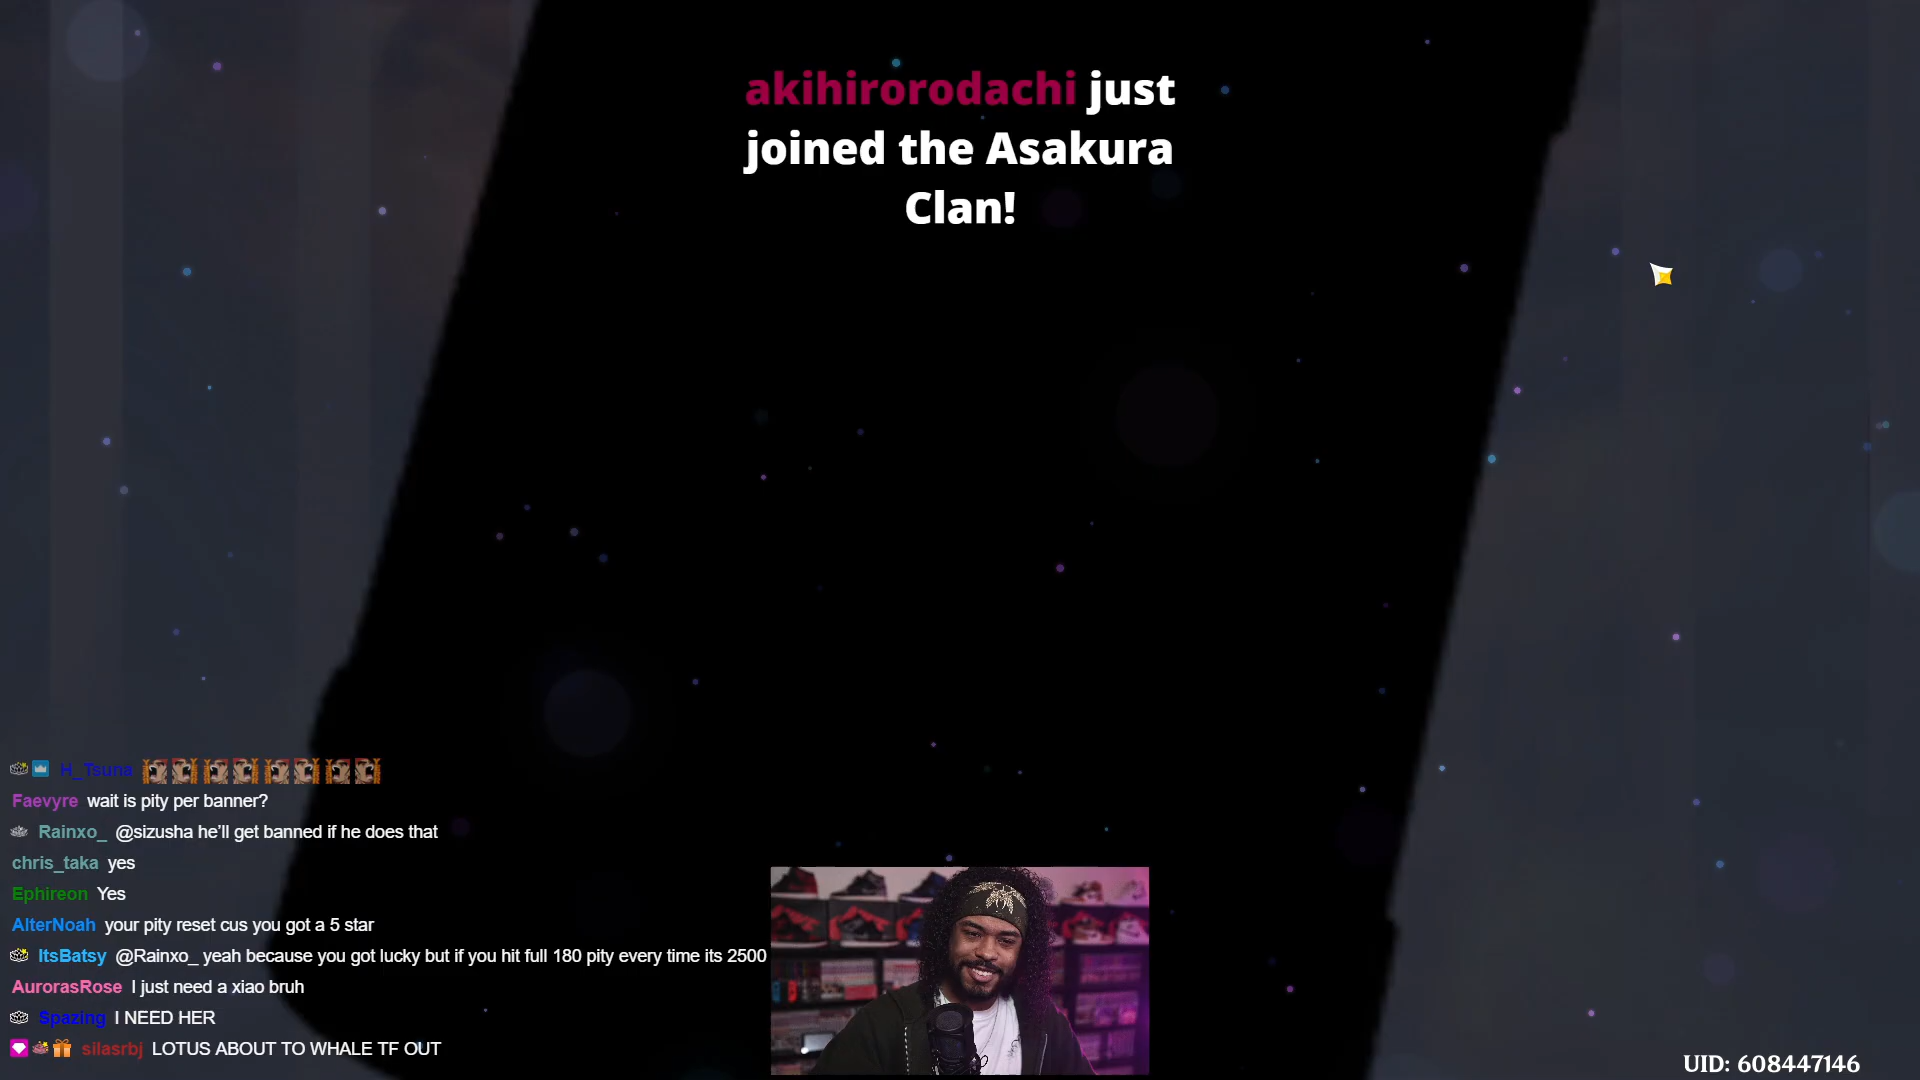 akihirorodachi just
joined the Asakura
Clan!
H_Tsuna
Faevyre wait is pity per banner?
Rainxo_ @sizusha he'll get banned if he does that
chris_taka yes
Ephireon Yes
AlterNoah your pity reset cus you got a 5 star
ItsBatsy @Rainxo_ yeah because you got lucky but if you hit full 180 pity every time its 2500
AurorasRose I just need a xiao bruh
Spazing I NEED HER
silasrbj LOTUS ABOUT TO WHALE TF OUT
UID: 608447146